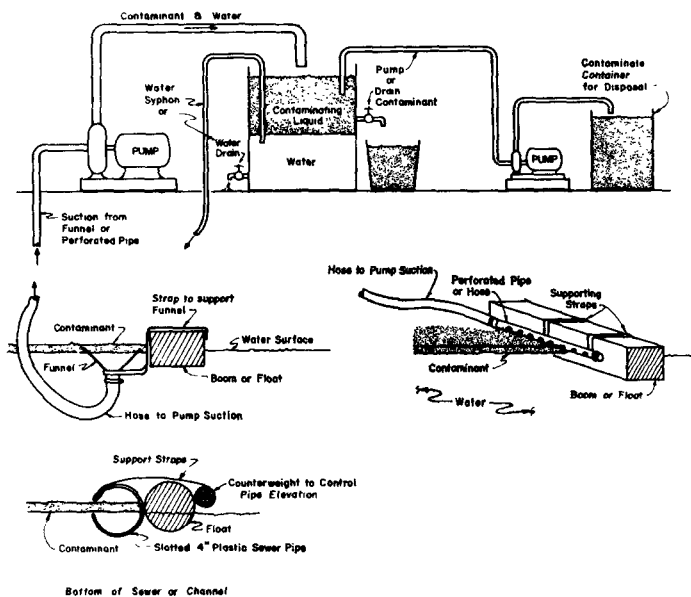 Contaminant & Water
Contaminate
Container
for Disposal
Pump
or
Drain
Contaminant
Water
Syphon
or
Water
Drain
Contaminating
Liquid
Water
PUMP
PUMP
Suction from
Funnel or
Perforated Pipe
Hose to Pump Suction
Perforated Pipe
or Hose
Supporting
Straps
Contaminant
Water
Boom or Float
Strap to support
Funnel
Contaminant
Water Surface
Funnel
Boom or Float
Hose to Pump Suction
Support Straps
Counterweight to Control
Pipe Elevation
Float
Contaminant
Slotted 4" Plastic Sewer Pipe
Bottom of Sewer or Channel